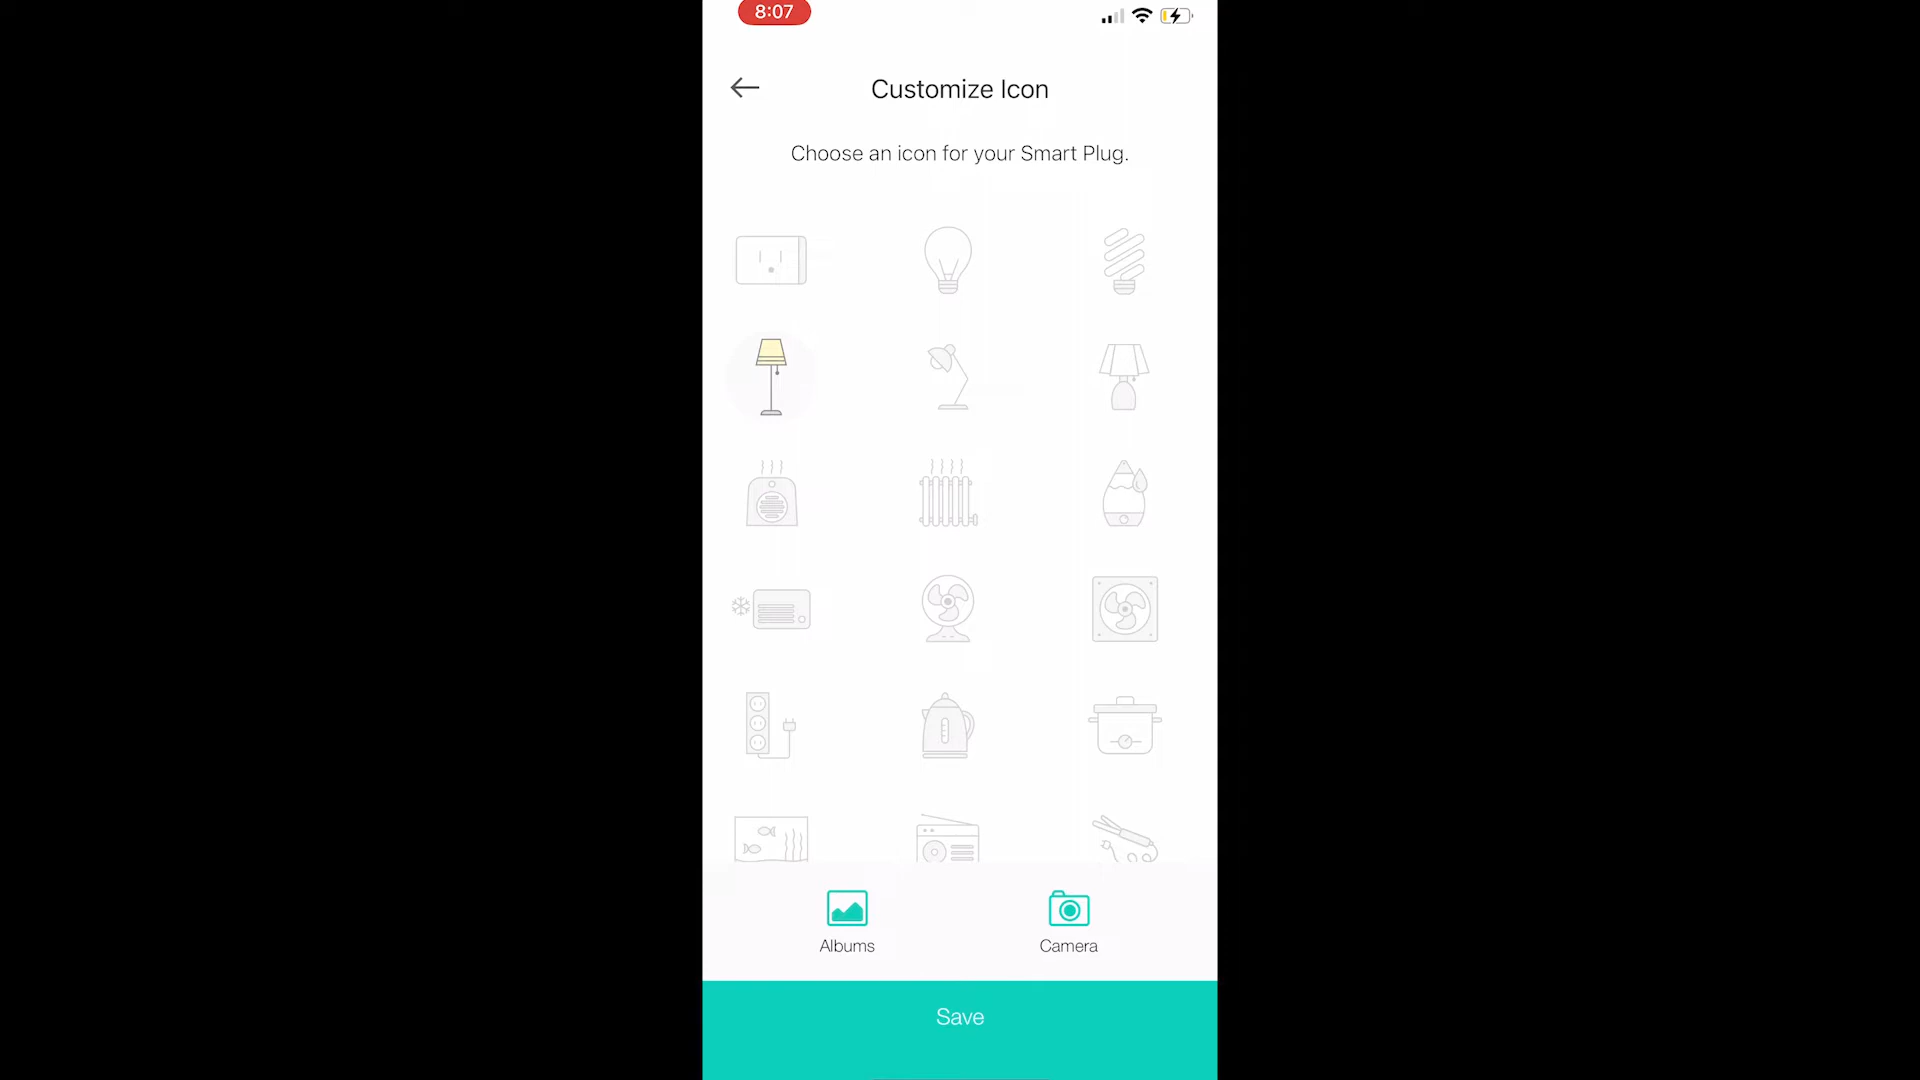 8:07
Customize Icon
Choose an icon for your Smart Plug.
Albums
Camera
Save